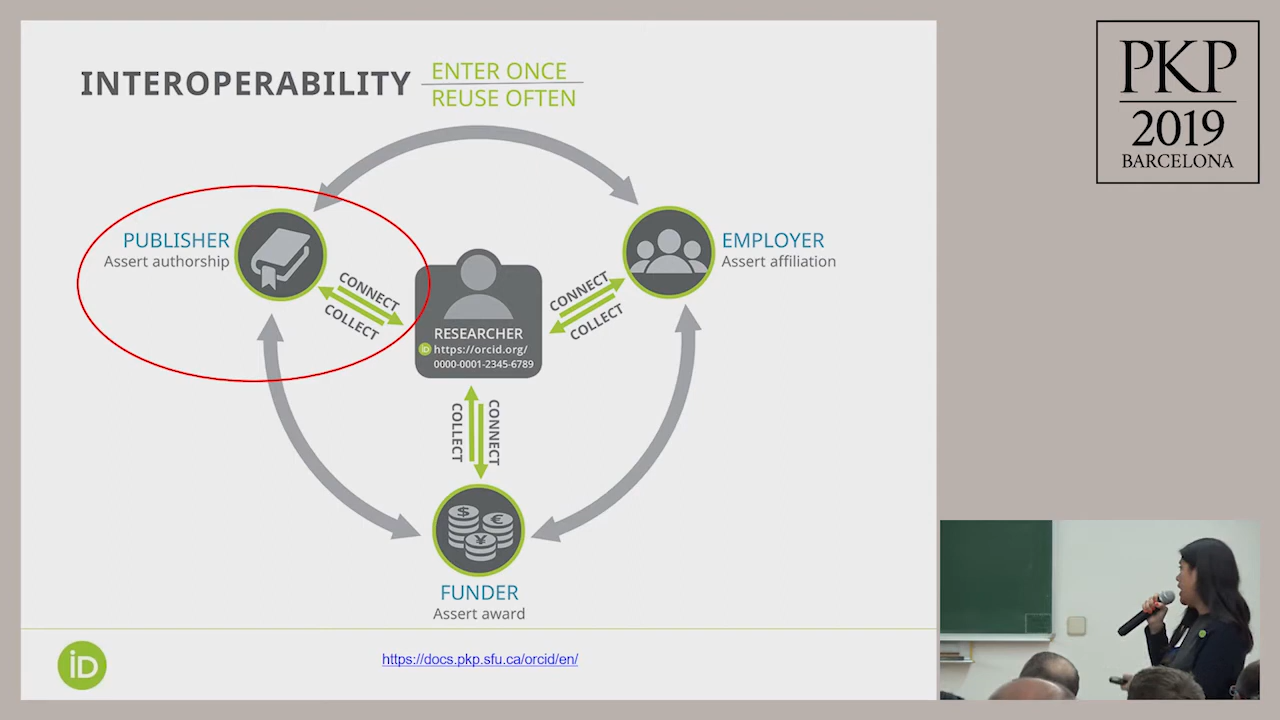 INTEROPERABILITY
ENTER ONCE
REUSE OFTEN
PKP
2019
BARCELONA
PUBLISHER
Assert authorship
EMPLOYER
Assert affiliation
CONNECT
COLLECT
CONNECT
COLLECT
RESEARCHER
iD https://orcid.org/
0000-0001-2345-6789
COLLECT
CONNECT
$
€
¥
FUNDER
Assert award
iD
https://docs.pkp.sfu.ca/orcid/en/